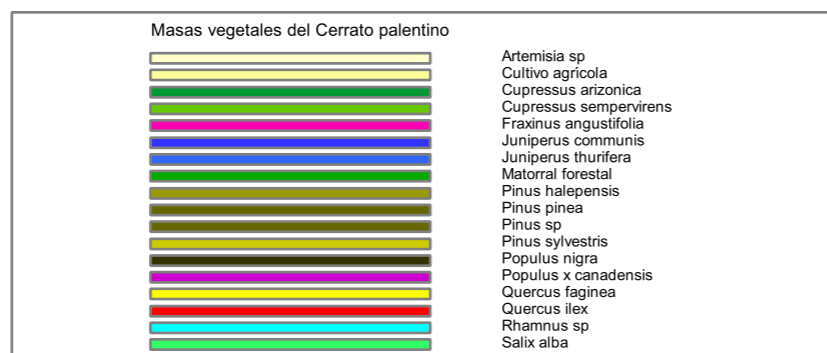 Masas vegetales del Cerrato palentino
Artemisia sp
Cultivo agrícola
Cupressus arizonica
Cupressus sempervirens
Fraxinus angustifolia
Juniperus communis
Juniperus thurifera
Matorral forestal
Pinus halepensis
Pinus pinea
Pinus sp
Pinus sylvestris
Populus nigra
Populus x canadensis
Quercus faginea
Quercus ilex
Rhamnus sp
Salix alba